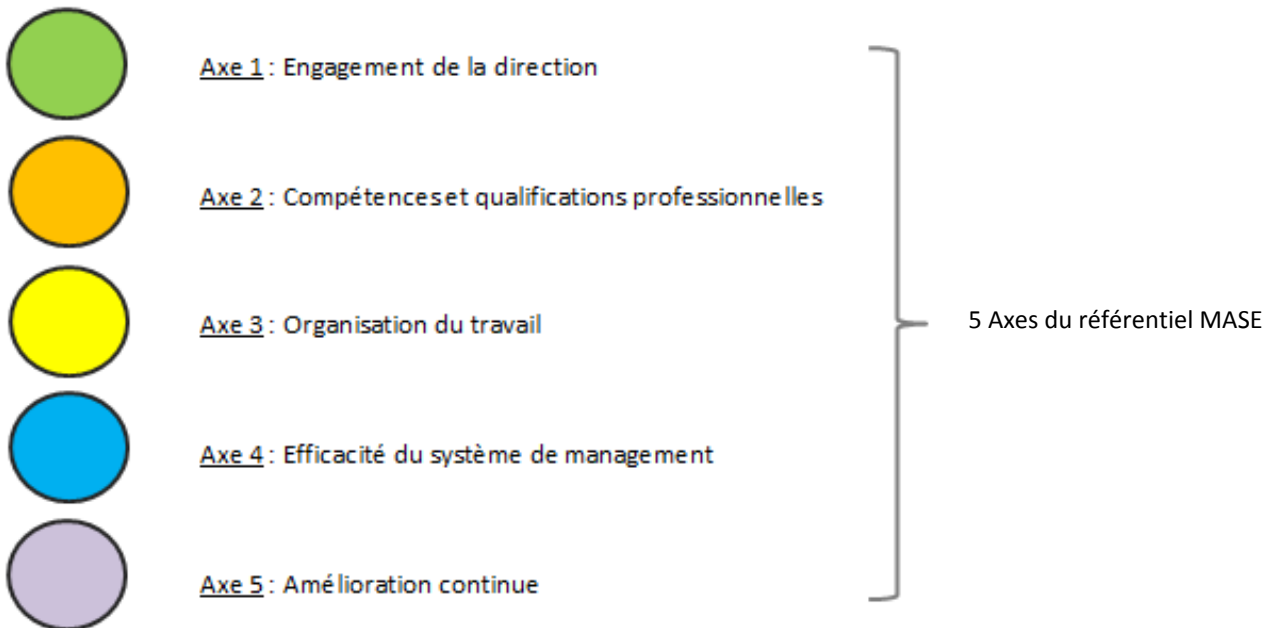 Axe 1 : Engagement de la direction
Axe 2 : Compétences et qualifications professionnelles
Axe 3 : Organisation du travail
5 Axes du référentiel MASE
Axe 4 : Efficacité du système de management
Axe 5 : Amélioration continue